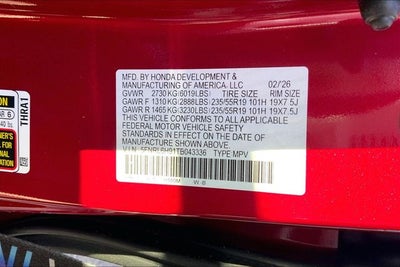 MFD. BY HONDA DEVELOPMENT &
MANUFACTURING OF AMERICA. LLC 02/26
GVWR 2730 KG(6019LBS) TIRE SIZE RIM SIZE
GAWR F 1310 KG(2888LBS) 235/55R19 101H 19X7.5J
GAWR R 1465 KG(3230LBS) 235/55R19 101H 19X7.5J
THIS VEHICLE CONFORMS TO ALL APPLICABLE
FEDERAL MOTOR VEHICLE SAFETY
STANDARDS IN EFFECT ON THE DATE OF
MANUFACTURE SHOWN ABOVE.
V.I.N. TYPE MPV
W-B
THRA1